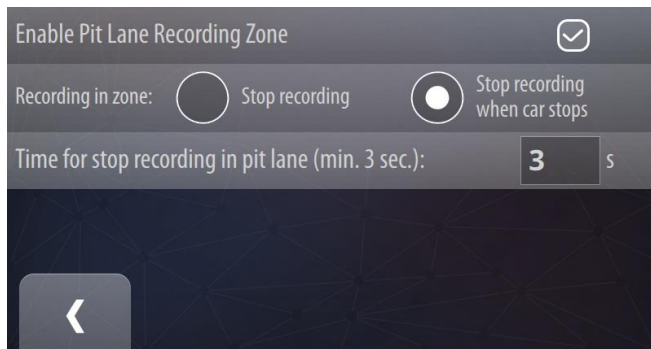 Enable Pit Lane Recording Zone
Recording in zone: Stop recording Stop recording
when car stops
Time for stop recording in pit lane (min. 3 sec.): 3 s